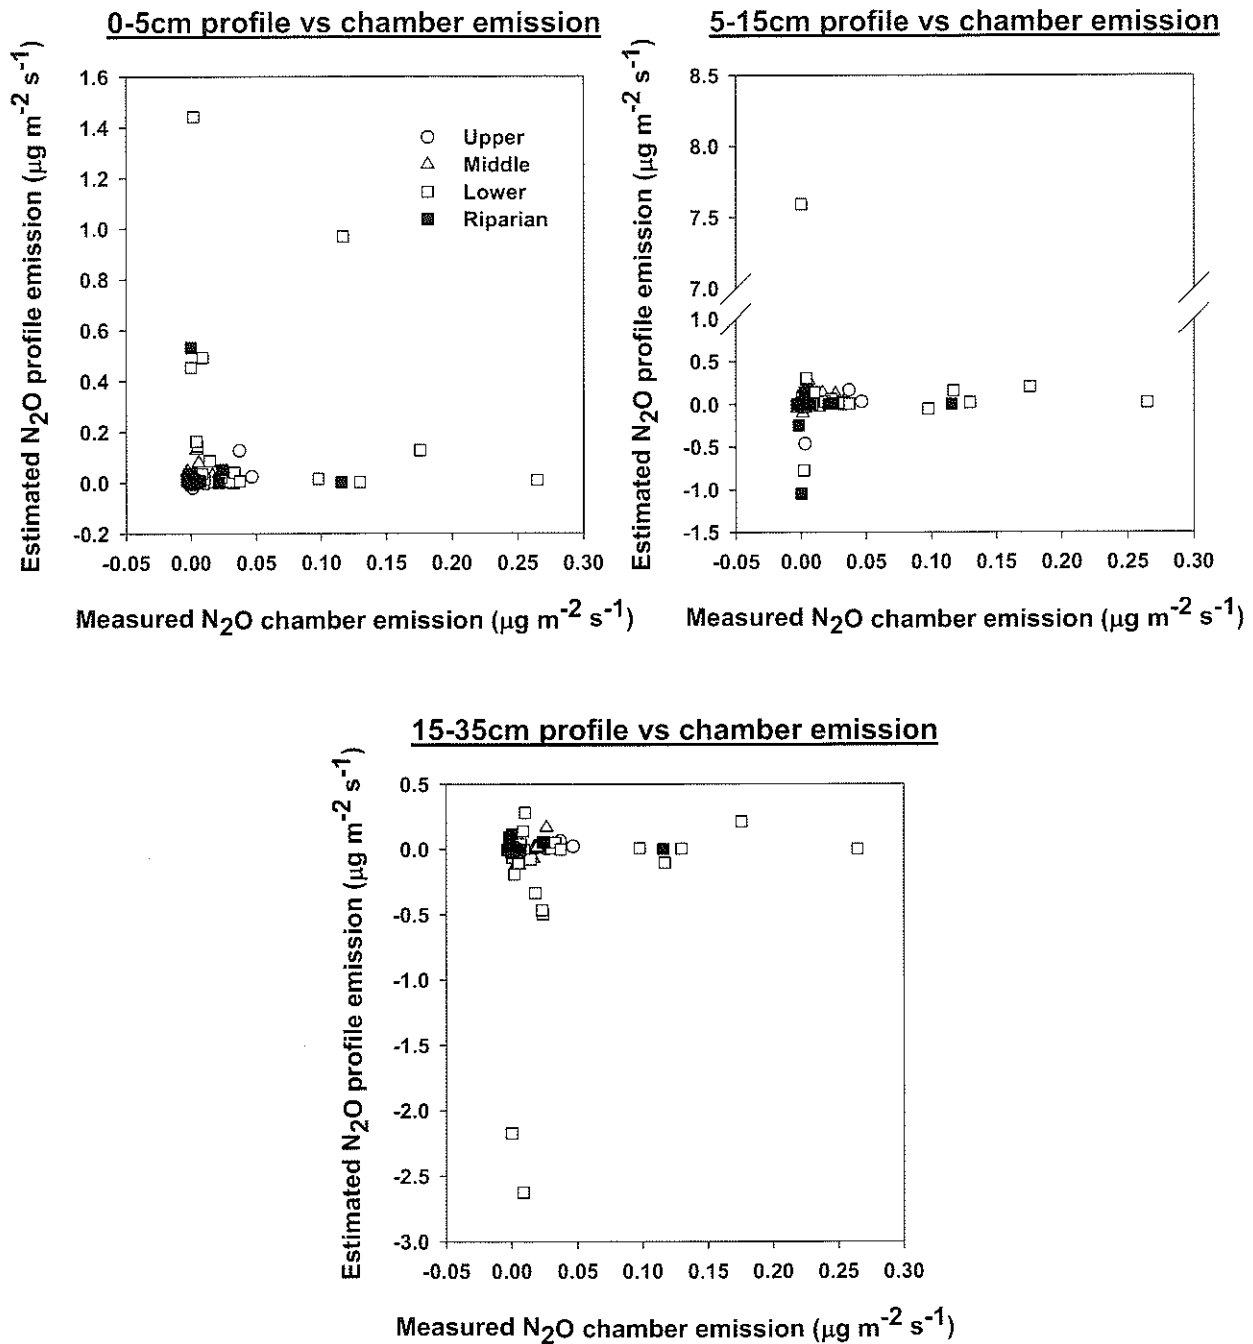 0-5cm profile vs chamber emission
5-15cm profile vs chamber emission
Estimated N2O profile emission (µg m-2 s-1)
1.6
1.4
1.2
1.0
0.8
0.6
0.4
0.2
0.0
-0.2
-0.05 0.00 0.05 0.10 0.15 0.20 0.25 0.30
Upper
Middle
Lower
Riparian
Measured N2O chamber emission (µg m-2 s-1)
Estimated N2O profile emission (µg m-2 s-1)
8.5
8.0
7.5
7.0
1.0
0.5
0.0
-0.5
-1.0
-1.5
-0.05 0.00 0.05 0.10 0.15 0.20 0.25 0.30
Measured N2O chamber emission (µg m-2 s-1)
15-35cm profile vs chamber emission
Estimated N2O profile emission (µg m-2 s-1)
0.5
0.0
-0.5
-1.0
-1.5
-2.0
-2.5
-3.0
-0.05 0.00 0.05 0.10 0.15 0.20 0.25 0.30
Measured N2O chamber emission (µg m-2 s-1)